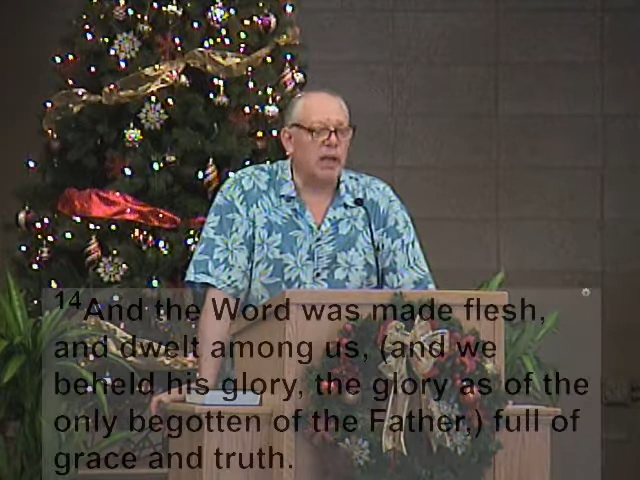 ¹⁴And the Word was made flesh,
and dwelt among us, (and we
beheld his glory, the glory as of the
only begotten of the Father,) full of
grace and truth.